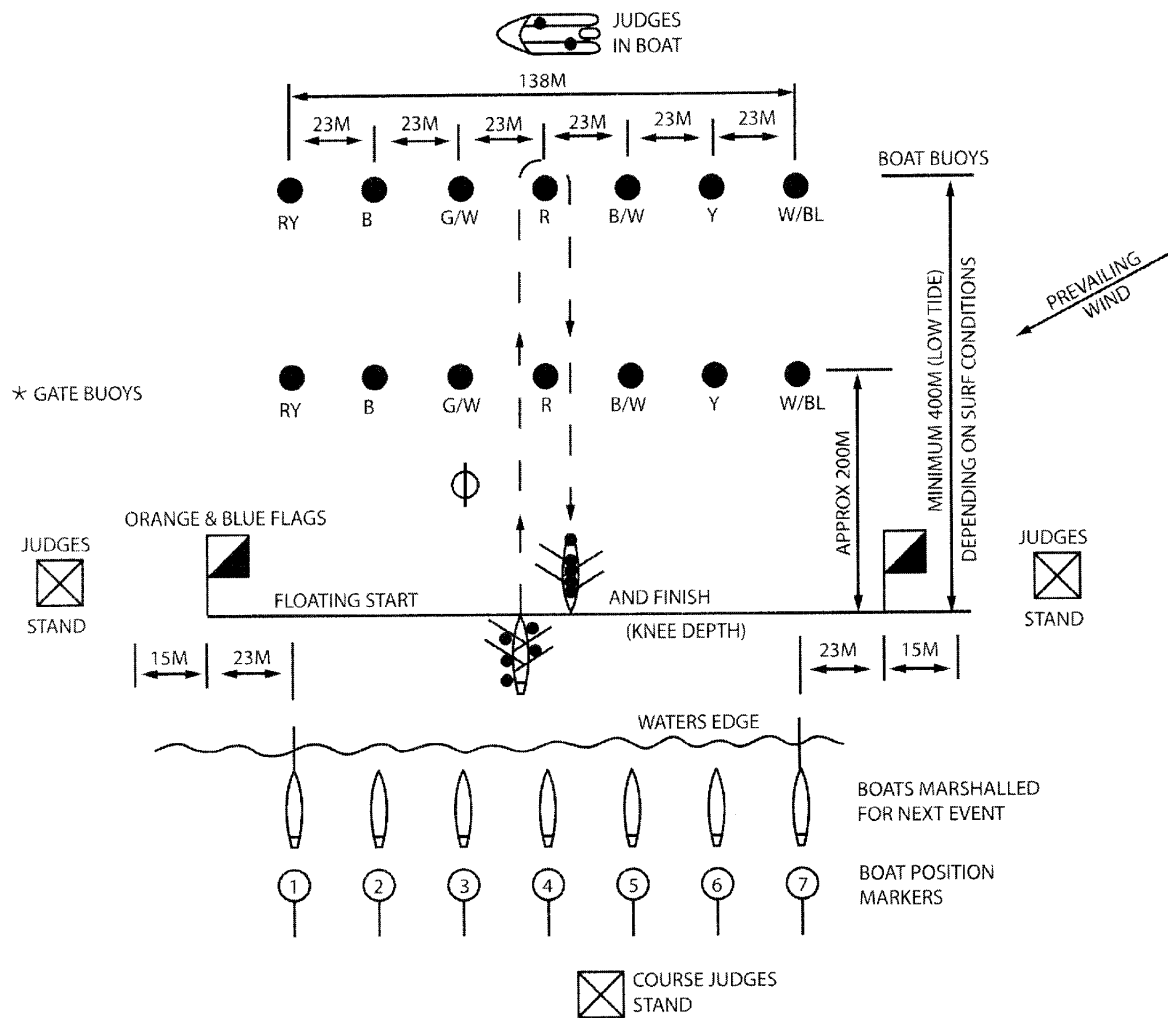 JUDGES
IN BOAT
138M
23M 23M 23M 23M 23M 23M
BOAT BUOYS
RY B G/W R B/W Y W/BL
PREVAILING
WIND
MINIMUM 400M (LOW TIDE)
DEPENDING ON SURF CONDITIONS
* GATE BUOYS
RY B G/W R B/W Y W/BL
APPROX 200M
ORANGE & BLUE FLAGS
JUDGES
STAND
JUDGES
STAND
FLOATING START AND FINISH
(KNEE DEPTH)
15M 23M 23M 15M
WATERS EDGE
BOATS MARSHALLED
FOR NEXT EVENT
1 2 3 4 5 6 7
BOAT POSITION
MARKERS
COURSE JUDGES
STAND